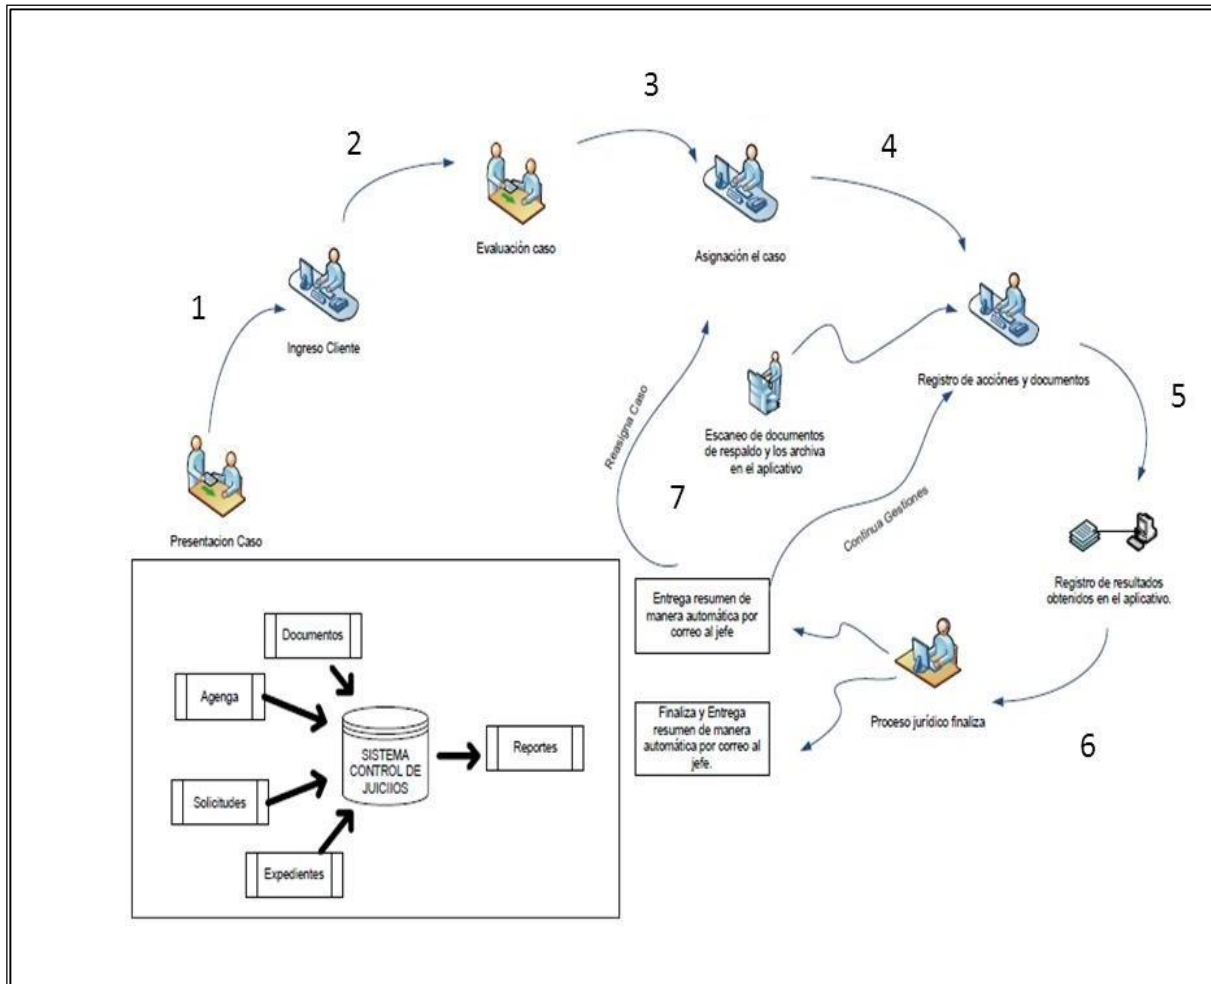 3
2
4
Evaluación caso
Asignación el caso
1
Ingreso Cliente
Registro de acciónes y documentos
5
Reasigna Caso
Escaneo de documentos
de respaldo y los archiva
en el aplicativo
7
Continua Gestiones
Presentacion Caso
Registro de resultados
obtenidos en el aplicativo.
Entrega resumen de
manera automática por
correo al jefe
Proceso jurídico finaliza
6
Finaliza y Entrega
resumen de manera
automática por correo al
jefe.
Documentos
Agenga
SISTEMA
CONTROL DE
JUICIIOS
Reportes
Solicitudes
Expedientes